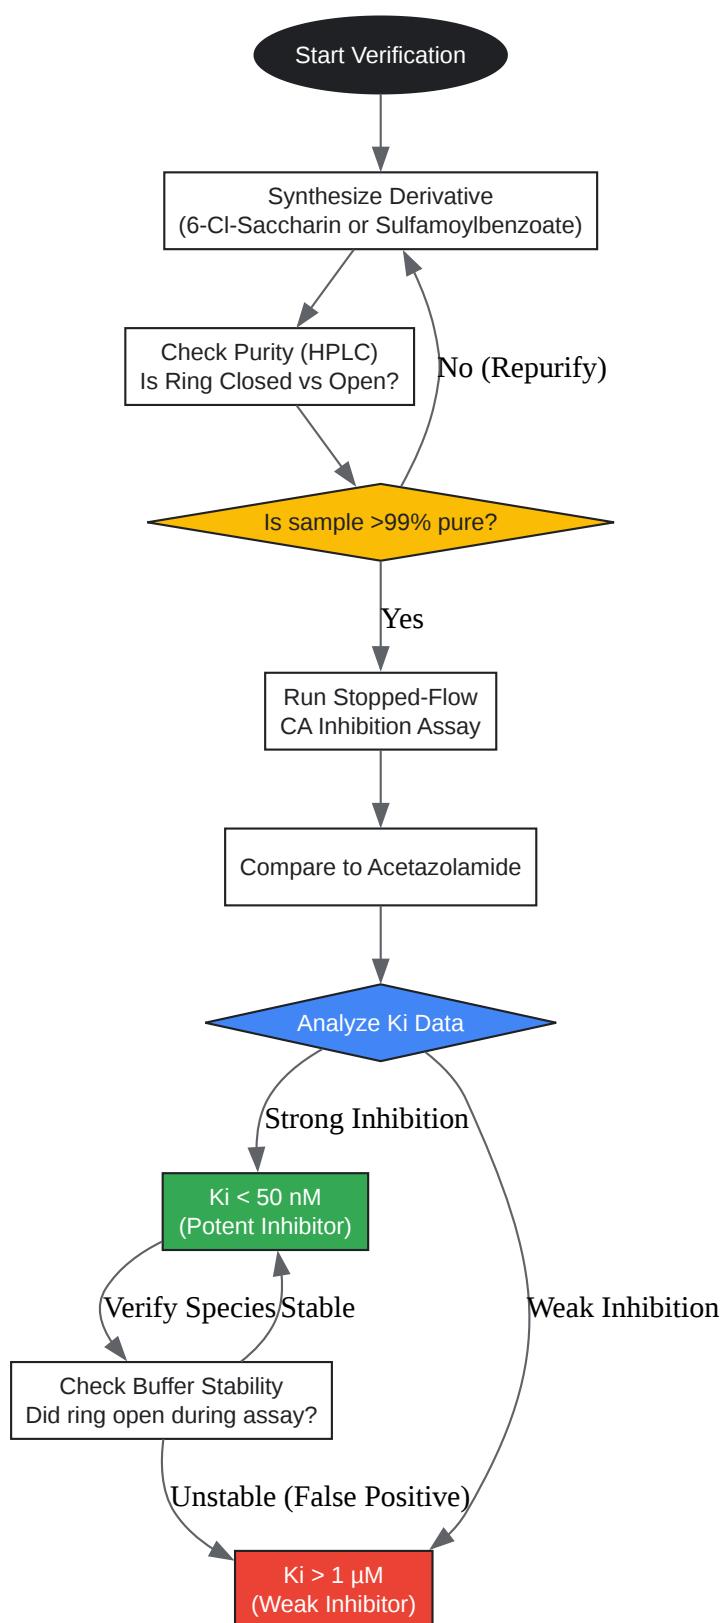 Start Verification
Synthesize Derivative
(6-Cl-Saccharin or Sulfamoylbenzoate)
Check Purity (HPLC)
Is Ring Closed vs Open?
No (Repurify)
Is sample >99% pure?
Yes
Run Stopped-Flow
CA Inhibition Assay
Compare to Acetazolamide
Analyze Ki Data
Strong Inhibition
Ki < 50 nM
(Potent Inhibitor)
Verify Species
Stable
Weak Inhibition
Check Buffer Stability
Did ring open during assay?
Unstable (False Positive)
Ki > 1 µM
(Weak Inhibitor)